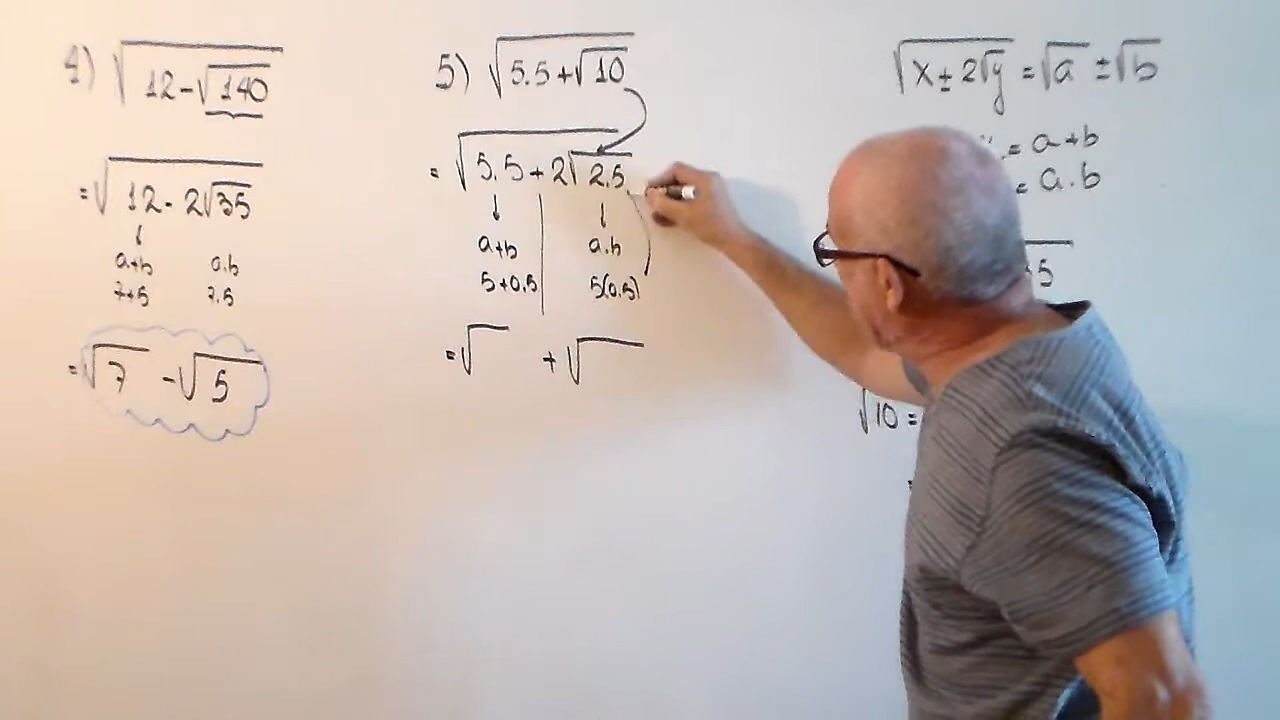 4) √(12-√140)
= √(12 - 2√35)
a+b a.b
7+5 7.5
= √7 - √5
5) √(5.5+√10)
= √(5.5 + 2√2.5)
a+b a.b
5+0.5 5(0.5)
= √ + √
√(x ± 2√y) = √a ± √b
= a+b
= a.b
5
√10 =